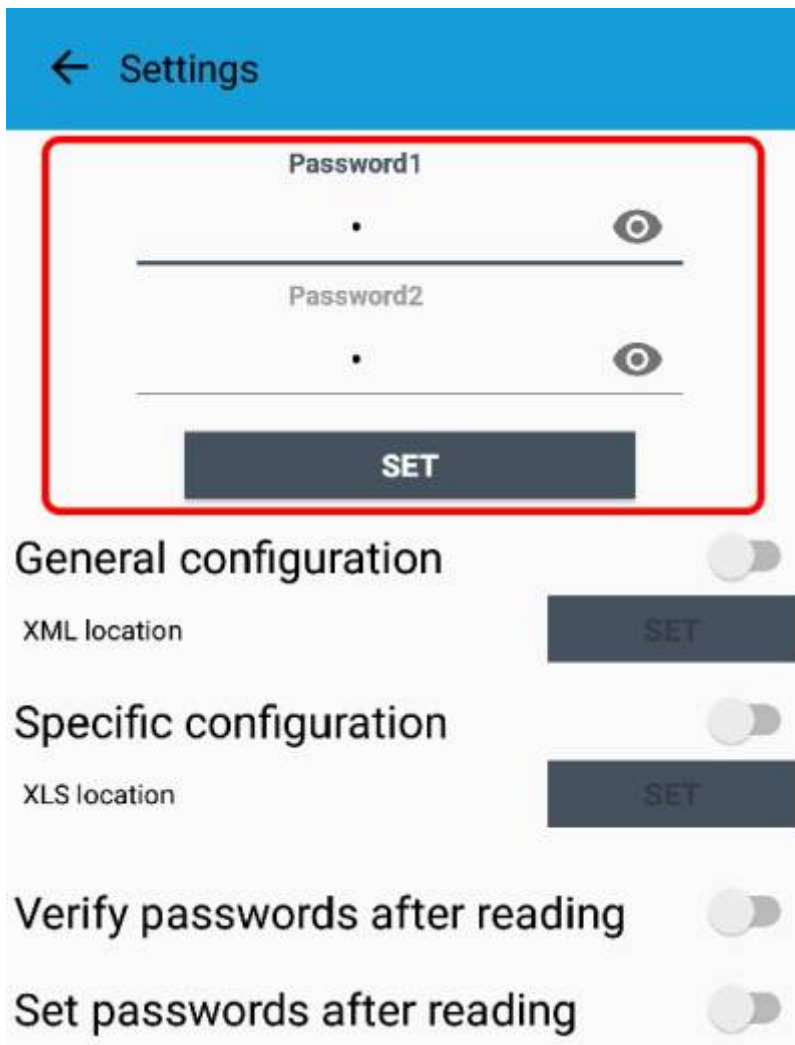 Settings
Password1
•
Password2
•
SET
General configuration
XML location SET
Specific configuration
XLS location SET
Verify passwords after reading
Set passwords after reading